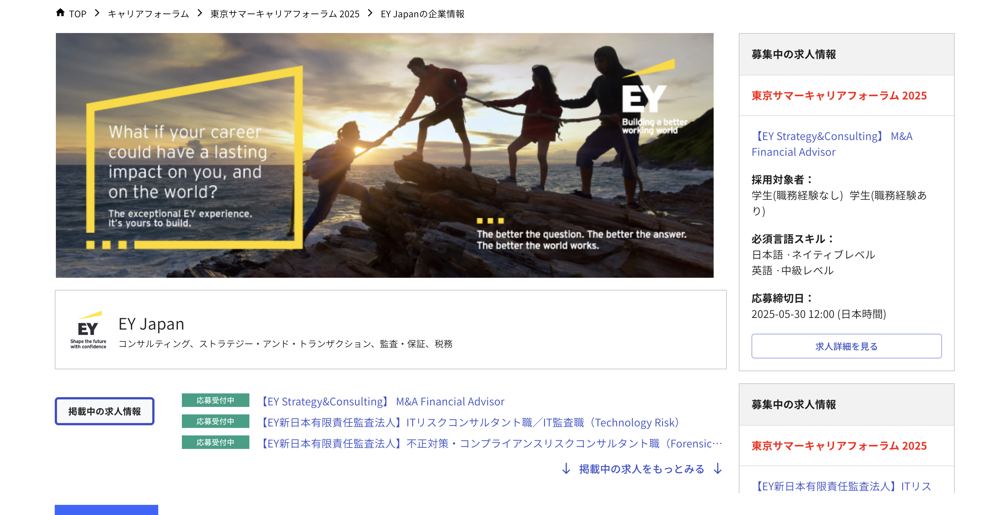 TOP > キャリアフォーラム > 東京サマーキャリアフォーラム 2025 > EY Japanの企業情報
What if your career
could have a lasting
impact on you, and
on the world?
The exceptional EY experience.
It's yours to build.
EY
Building a better
working world
The better the question. The better the answer.
The better the world works.
EY
Shape the future
with confidence
EY Japan
コンサルティング、ストラテジー・アンド・トランザクション、監査・保証、税務
掲載中の求人情報
応募受付中 【EY Strategy&Consulting】 M&A Financial Advisor
応募受付中 【EY新日本有限責任監査法人】ITリスクコンサルタント職／IT監査職（Technology Risk）
応募受付中 【EY新日本有限責任監査法人】不正対策・コンプライアンスリスクコンサルタント職（Forensic…
↓ 掲載中の求人をもっとみる ↓
募集中の求人情報
東京サマーキャリアフォーラム 2025
【EY Strategy&Consulting】 M&A
Financial Advisor
採用対象者：
学生(職務経験なし) 学生(職務経験あ
り)
必須言語スキル：
日本語 · ネイティブレベル
英語 · 中級レベル
応募締切日：
2025-05-30 12:00 (日本時間)
求人詳細を見る
募集中の求人情報
東京サマーキャリアフォーラム 2025
【EY新日本有限責任監査法人】ITリス